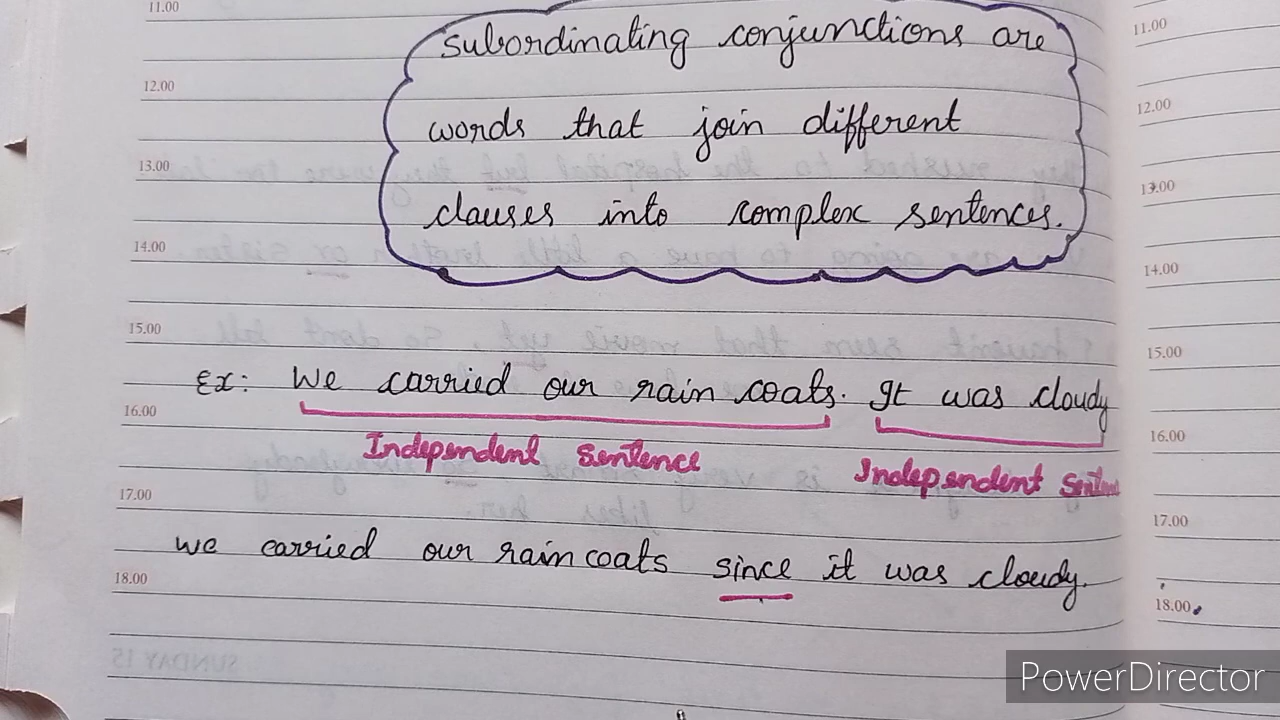 11.00
subordinating conjunctions are
12.00
words that join different
13.00
clauses into complex sentences.
14.00
15.00
Ex: We carried our rain coats. It was cloudy
16.00
Independent sentence
Independent
17.00
we carried our raincoats since it was cloudy.
18.00
SUNDAY 15
11.00
12.00
13.00
14.00
15.00
16.00
17.00
18.00
PowerDirector